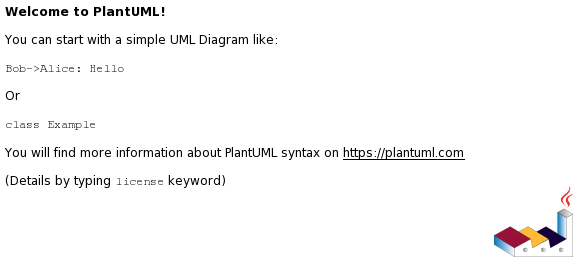 Welcome to PlantUML!
You can start with a simple UML Diagram like:
Bob->Alice: Hello
Or
class Example
You will find more information about PlantUML syntax on https://plantuml.com
(Details by typing license keyword)